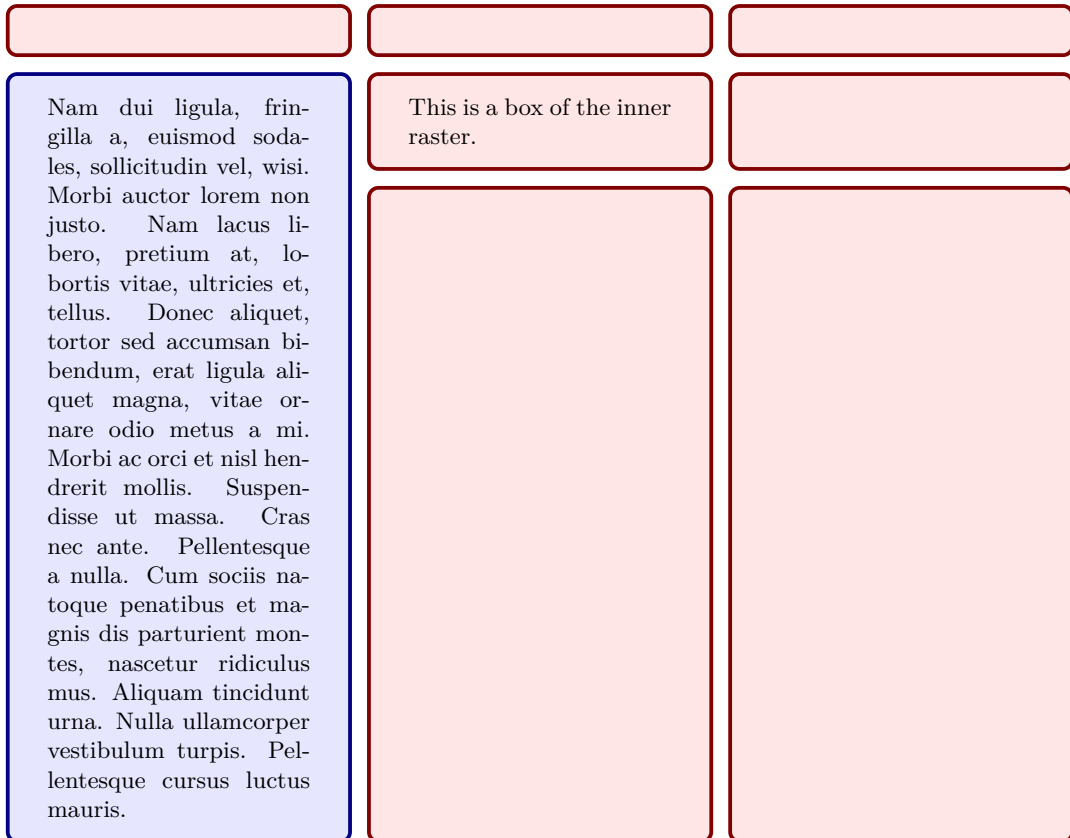 Nam dui ligula, frin-
gilla a, euismod soda-
les, sollicitudin vel, wisi.
Morbi auctor lorem non
justo. Nam lacus li-
bero, pretium at, lo-
bortis vitae, ultricies et,
tellus. Donec aliquet,
tortor sed accumsan bi-
bendum, erat ligula ali-
quet magna, vitae or-
nare odio metus a mi.
Morbi ac orci et nisl hen-
drerit mollis. Suspen-
disse ut massa. Cras
nec ante. Pellentesque
a nulla. Cum sociis na-
toque penatibus et ma-
gnis dis parturient mon-
tes, nascetur ridiculus
mus. Aliquam tincidunt
urna. Nulla ullamcorper
vestibulum turpis. Pel-
lentesque cursus luctus
mauris.
This is a box of the inner
raster.